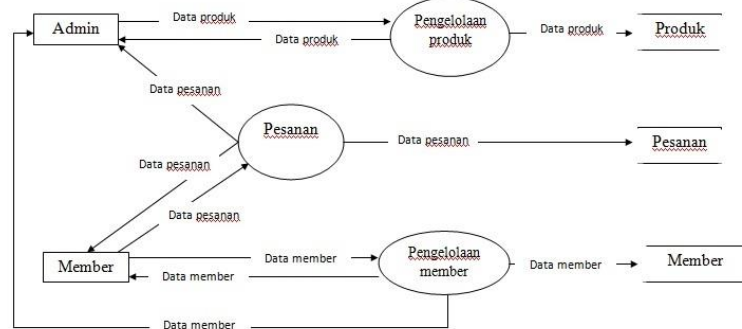 Data produk
Admin
Pengelolaan
produk
Data produk
Data produk
Produk
Data pesanan
Pesanan
Data pesanan
Pesanan
Data pesanan
Data pesanan
Member
Data member
Data member
Pengelolaan
member
Data member
Member
Data member